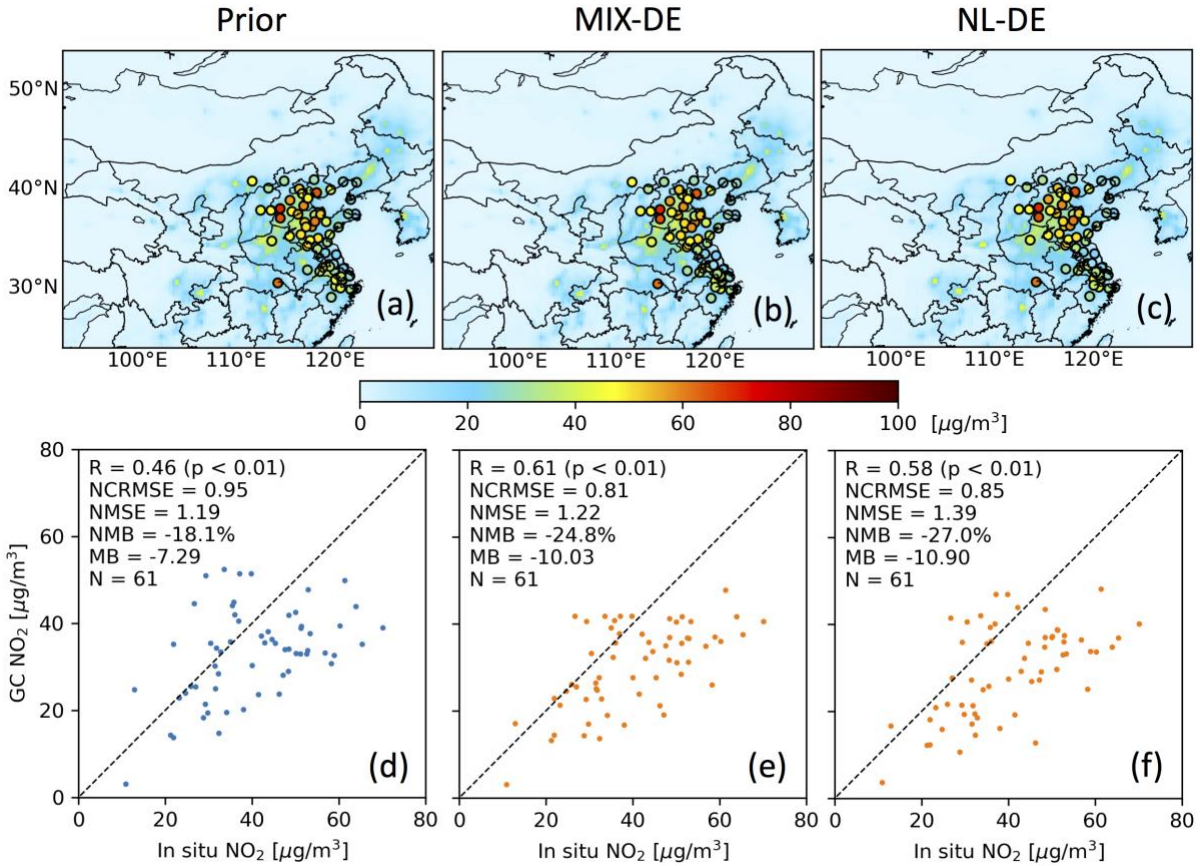 Prior MIX-DE NL-DE
50°N
40°N
30°N
(a) (b) (c)
100°E 110°E 120°E 100°E 110°E 120°E 100°E 110°E 120°E
0 20 40 60 80 100 [μg/m³]
R = 0.46 (p < 0.01)
NCRMSE = 0.95
NMSE = 1.19
NMB = -18.1%
MB = -7.29
N = 61
R = 0.61 (p < 0.01)
NCRMSE = 0.81
NMSE = 1.22
NMB = -24.8%
MB = -10.03
N = 61
R = 0.58 (p < 0.01)
NCRMSE = 0.85
NMSE = 1.39
NMB = -27.0%
MB = -10.90
N = 61
GC NO₂ [μg/m³]
80
60
40
20
0
(d) (e) (f)
0 20 40 60 80 0 20 40 60 80 0 20 40 60 80
In situ NO₂ [μg/m³] In situ NO₂ [μg/m³] In situ NO₂ [μg/m³]